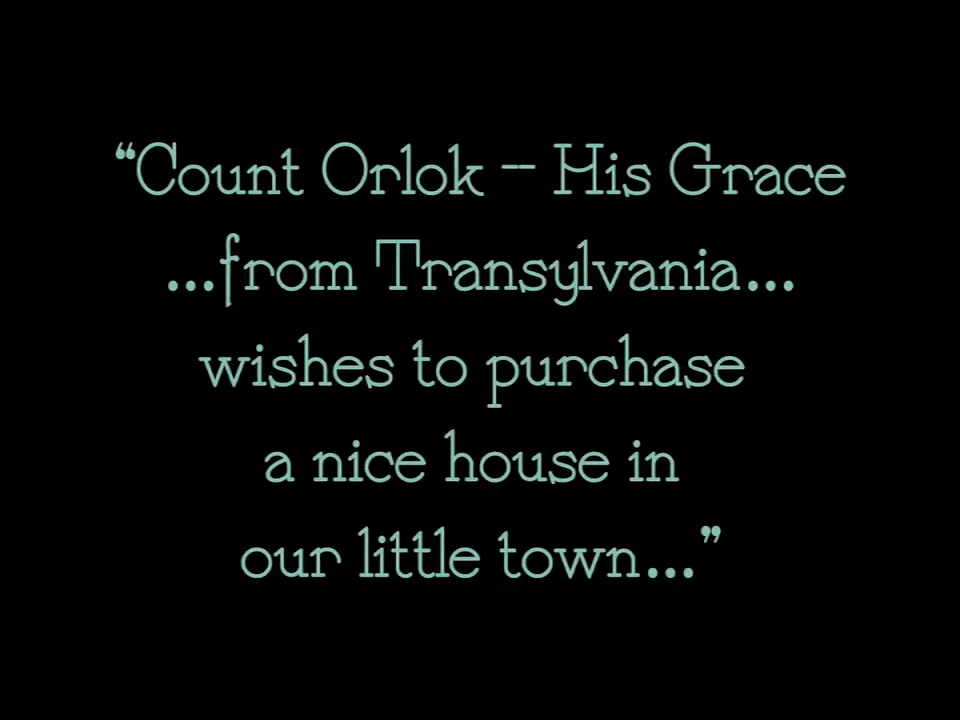 “Count Orlok -- His Grace
...from Transylvania...
wishes to purchase
a nice house in
our little town...”